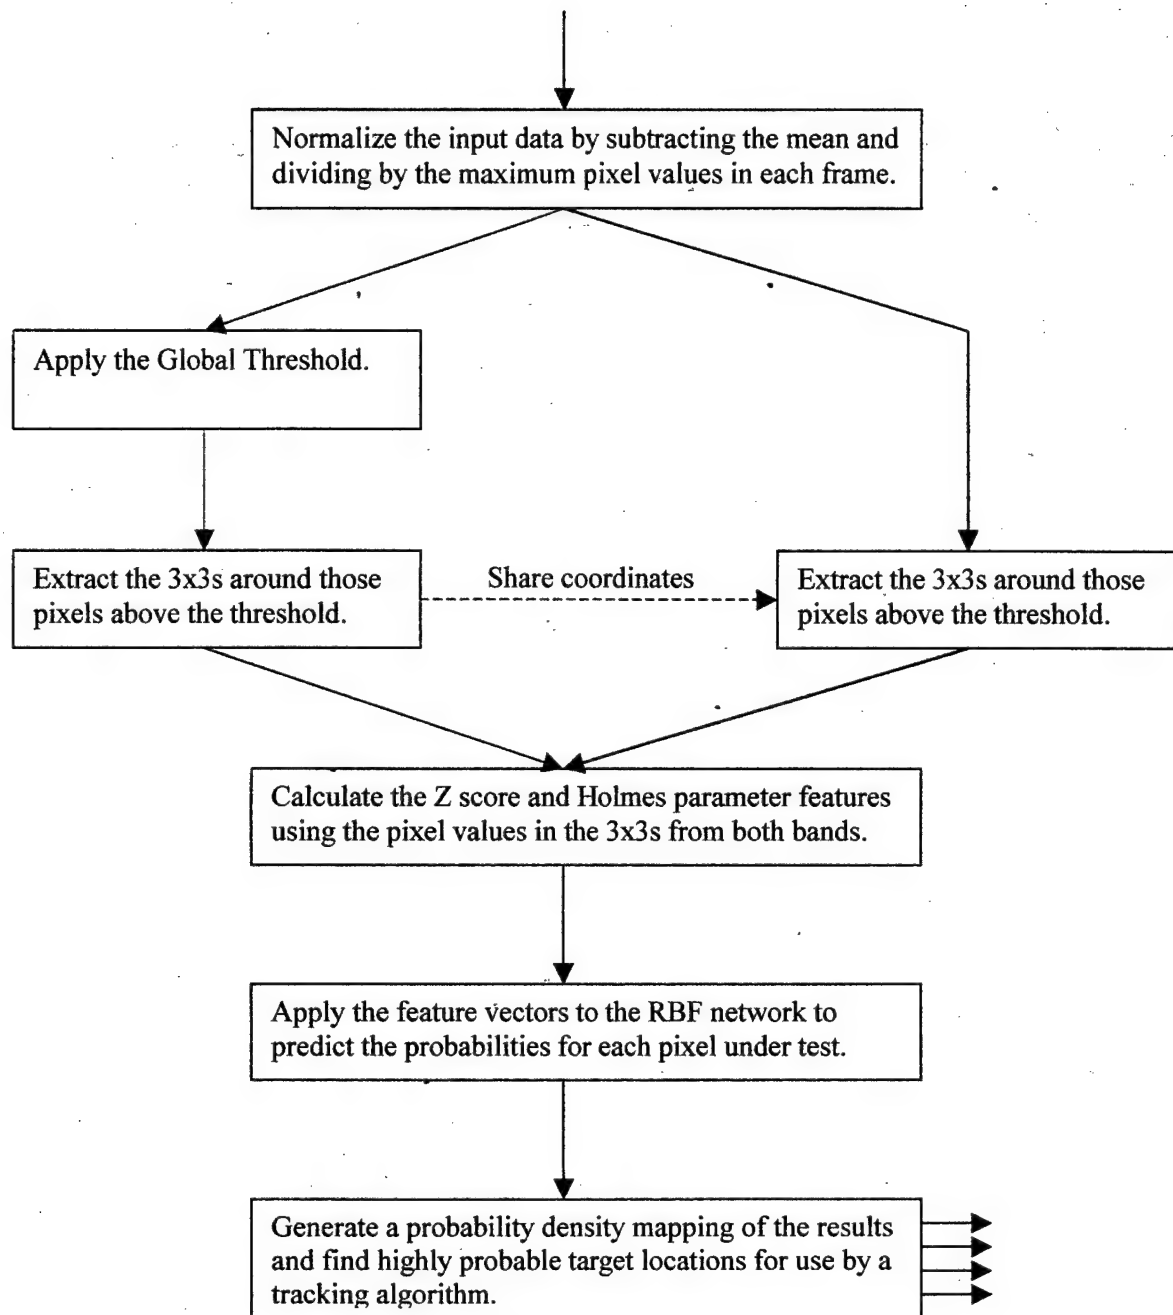 Normalize the input data by subtracting the mean and
dividing by the maximum pixel values in each frame.
Apply the Global Threshold.
Extract the 3x3s around those
pixels above the threshold.
Share coordinates
Extract the 3x3s around those
pixels above the threshold.
Calculate the Z score and Holmes parameter features
using the pixel values in the 3x3s from both bands.
Apply the feature vectors to the RBF network to
predict the probabilities for each pixel under test.
Generate a probability density mapping of the results
and find highly probable target locations for use by a
tracking algorithm.